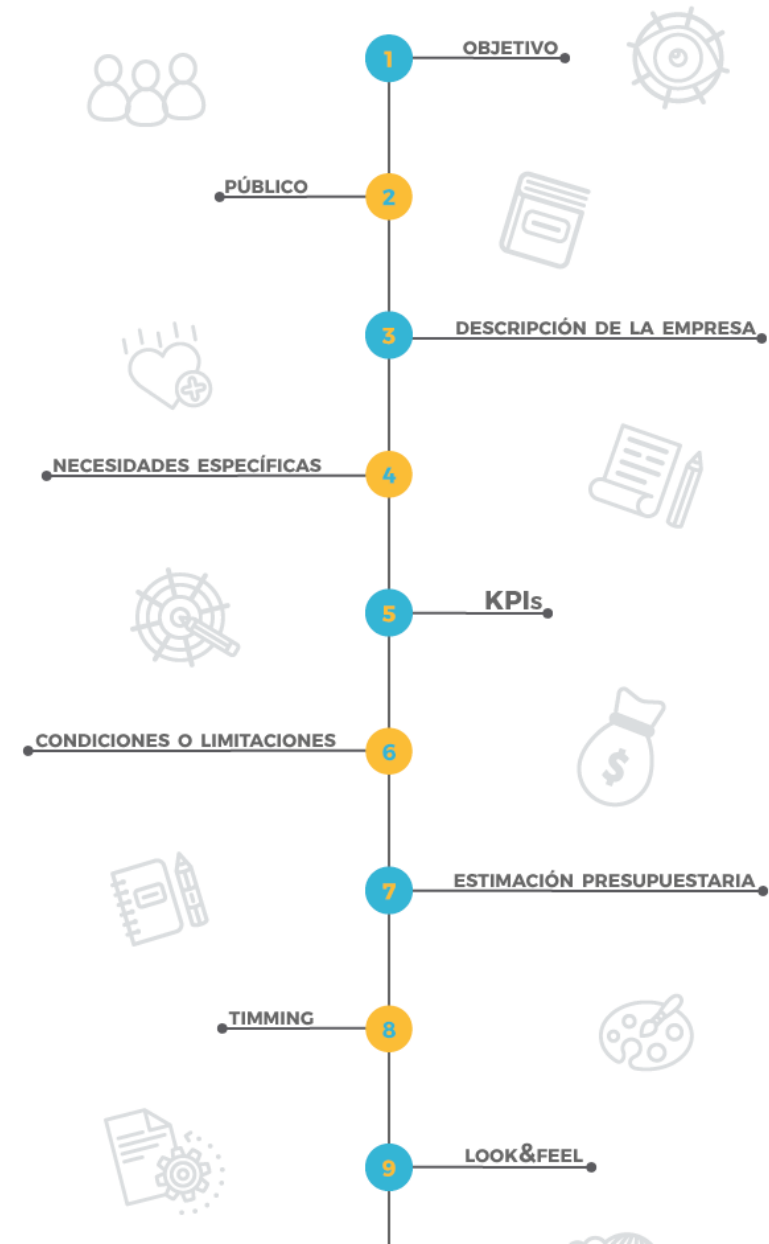 1
OBJETIVO
2
PÚBLICO
3
DESCRIPCIÓN DE LA EMPRESA
4
NECESIDADES ESPECÍFICAS
5
KPIs
6
CONDICIONES O LIMITACIONES
$
7
ESTIMACIÓN PRESUPUESTARIA
8
TIMMING
9
LOOK&FEEL